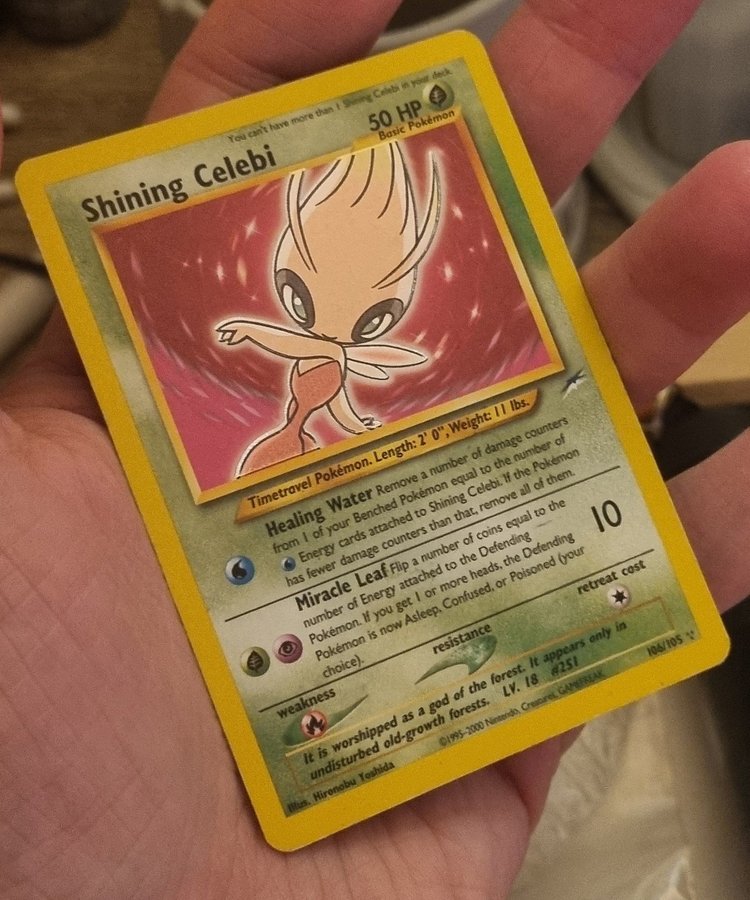 You can't have more than 1 Shining Celebi in your deck.
Shining Celebi
50 HP
Basic Pokémon
Timetravel Pokémon. Length: 2' 0", Weight: 11 lbs.
Healing Water Remove a number of damage counters
from 1 of your Benched Pokémon equal to the number of
Energy cards attached to Shining Celebi. If the Pokémon
has fewer damage counters than that, remove all of them.
Miracle Leaf Flip a number of coins equal to the
number of Energy attached to the Defending
Pokémon. If you get 1 or more heads, the Defending
Pokémon is now Asleep, Confused, or Poisoned (your
choice).
10
weakness
resistance
retreat cost
It is worshipped as a god of the forest. It appears only in
undisturbed old-growth forests. LV. 18 #251
Illus. Hironobu Yoshida
©1995-2000 Nintendo, Creatures, GAMEFREAK.
106/105